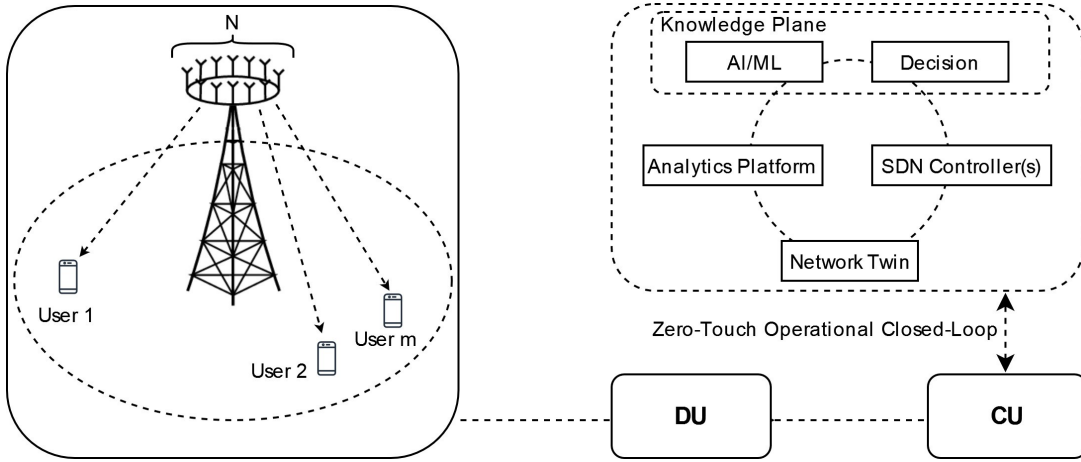 N
User 1
User 2
User m
Knowledge Plane
AI/ML
Decision
Analytics Platform
SDN Controller(s)
Network Twin
Zero-Touch Operational Closed-Loop
DU
CU